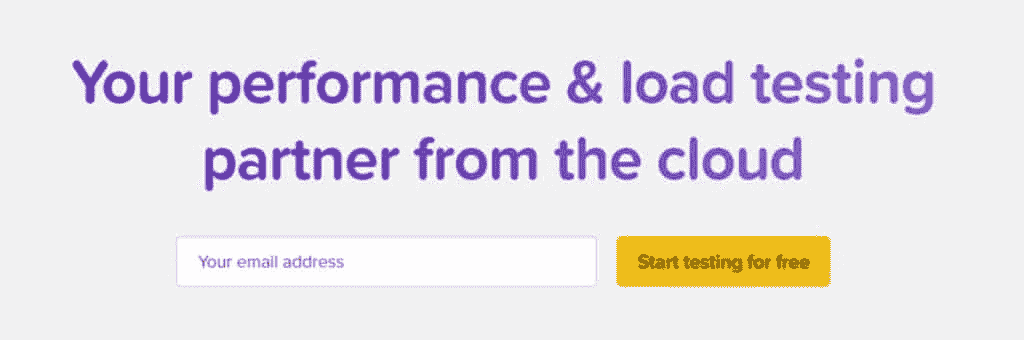 Your performance & load testing
partner from the cloud
Your email address
Start testing for free